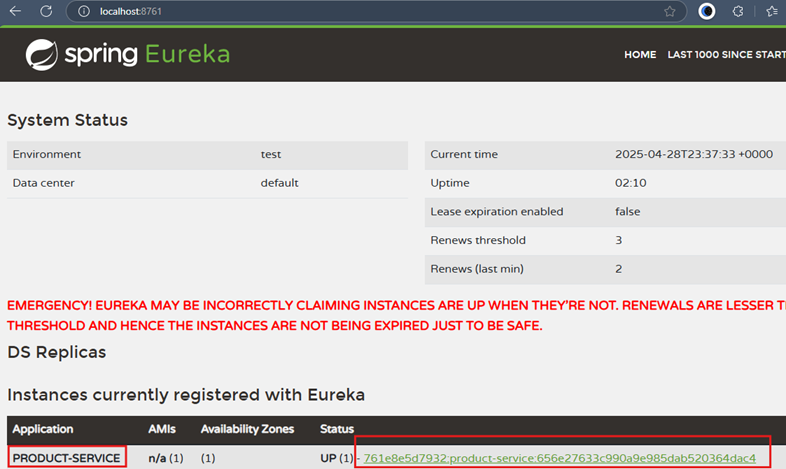 localhost:8761
spring Eureka
HOME LAST 1000 SINCE START
System Status
Environment test
Data center default
Current time 2025-04-28T23:37:33 +0000
Uptime 02:10
Lease expiration enabled false
Renews threshold 3
Renews (last min) 2
EMERGENCY! EUREKA MAY BE INCORRECTLY CLAIMING INSTANCES ARE UP WHEN THEY'RE NOT. RENEWALS ARE LESSER T
THRESHOLD AND HENCE THE INSTANCES ARE NOT BEING EXPIRED JUST TO BE SAFE.
DS Replicas
Instances currently registered with Eureka
Application AMIs Availability Zones Status
PRODUCT-SERVICE n/a (1) (1) UP (1) - 761e8e5d7932:product-service:656e27633c990a9e985dab520364dac4